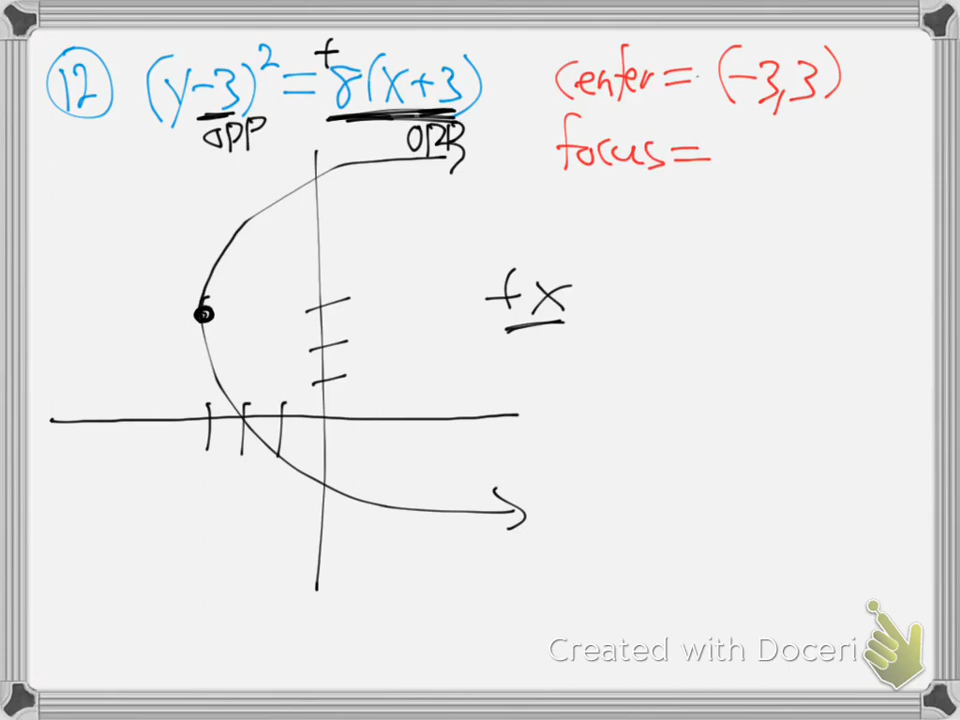 12 (y-3)² = +8(x+3) center = (-3,3)
OPP OPP focus =
+x
Created with Doceri